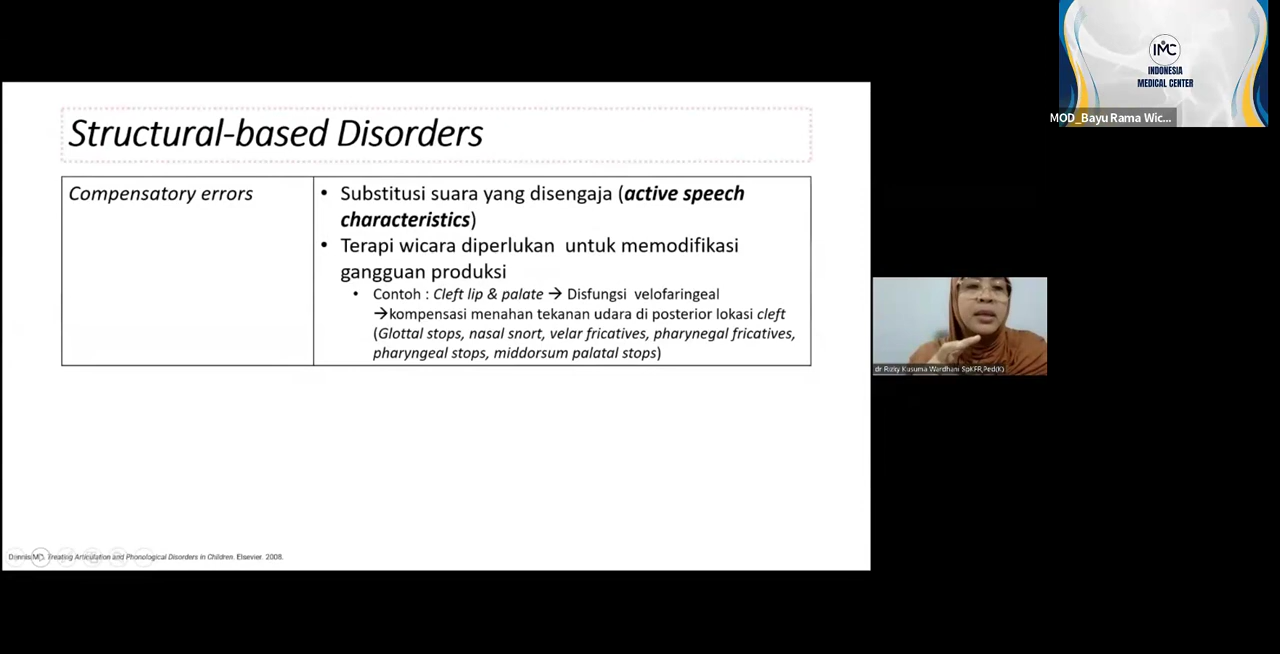 IMC
INDONESIA
MEDICAL CENTER
MOD_Bayu Rama Wic...
Structural-based Disorders
Compensatory errors
• Substitusi suara yang disengaja (active speech
characteristics)
• Terapi wicara diperlukan untuk memodifikasi
gangguan produksi
• Contoh : Cleft lip & palate → Disfungsi velofaringeal
→kompensasi menahan tekanan udara di posterior lokasi cleft
(Glottal stops, nasal snort, velar fricatives, pharynegal fricatives,
pharyngeal stops, middorsum palatal stops)
dr Rizky Kusuma Wardhani SpKFR,Ped(K)
Dennis MC. Treating Articulation and Phonological Disorders in Children. Elsevier. 2008.